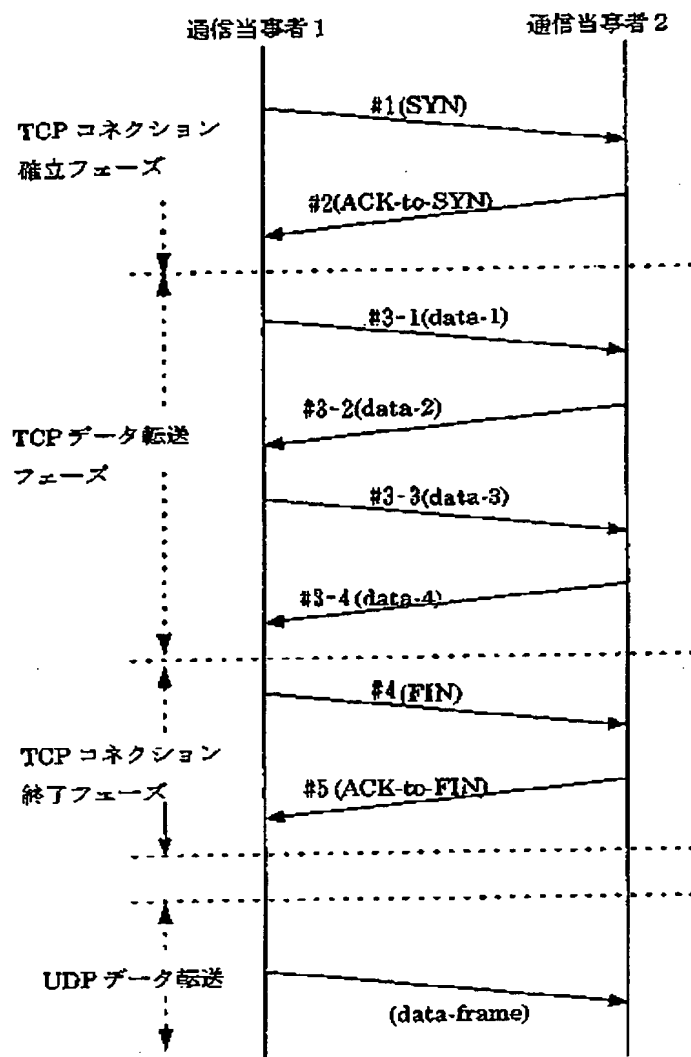 通信当事者1
通信当事者2
#1(SYN)
TCP コネクション
確立フェーズ
#2(ACK-to-SYN)
#3-1(data-1)
#3-2(data-2)
TCP データ転送
フェーズ
#3-3(data-3)
#3-4(data-4)
#4(FIN)
TCP コネクション
終了フェーズ
#5(ACK-to-FIN)
UDP データ転送
(data-frame)